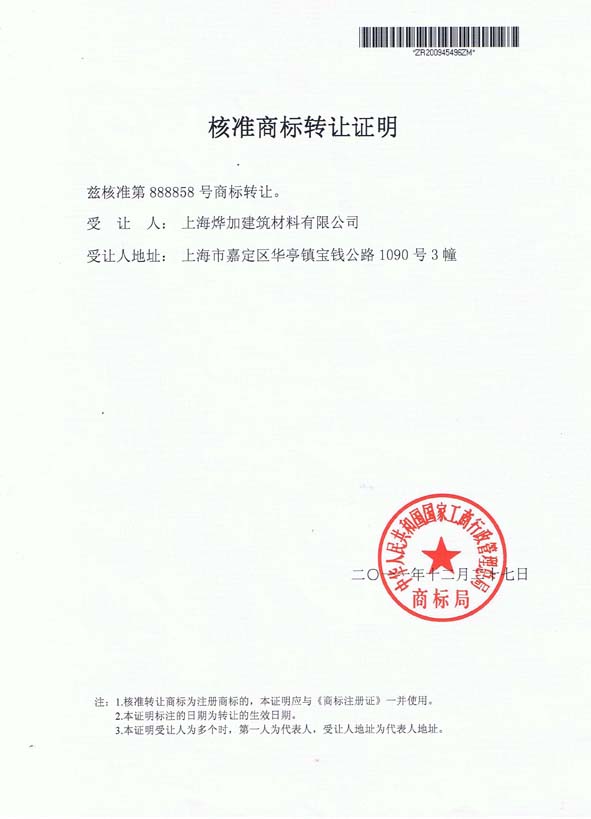 *ZR200945496ZM*
核准商标转让证明
兹核准第 888858 号商标转让。
受 让 人: 上海烨加建筑材料有限公司
受让人地址: 上海市嘉定区华亭镇宝钱公路 1090 号 3 幢
中华人民共和国国家工商行政管理总局
商标局
二〇一 年十二月 十七日
注: 1.核准转让商标为注册商标的，本证明应与《商标注册证》一并使用。
2.本证明标注的日期为转让的生效日期。
3.本证明受让人为多个时，第一人为代表人，受让人地址为代表人地址。